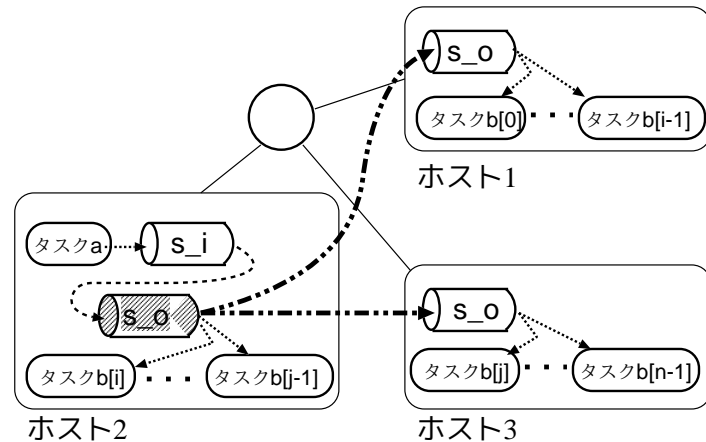 s_o
タスクb[0]
タスクb[i-1]
ホスト1
タスクa
s_i
s_o
タスクb[i]
タスクb[j-1]
ホスト2
s_o
タスクb[j]
タスクb[n-1]
ホスト3